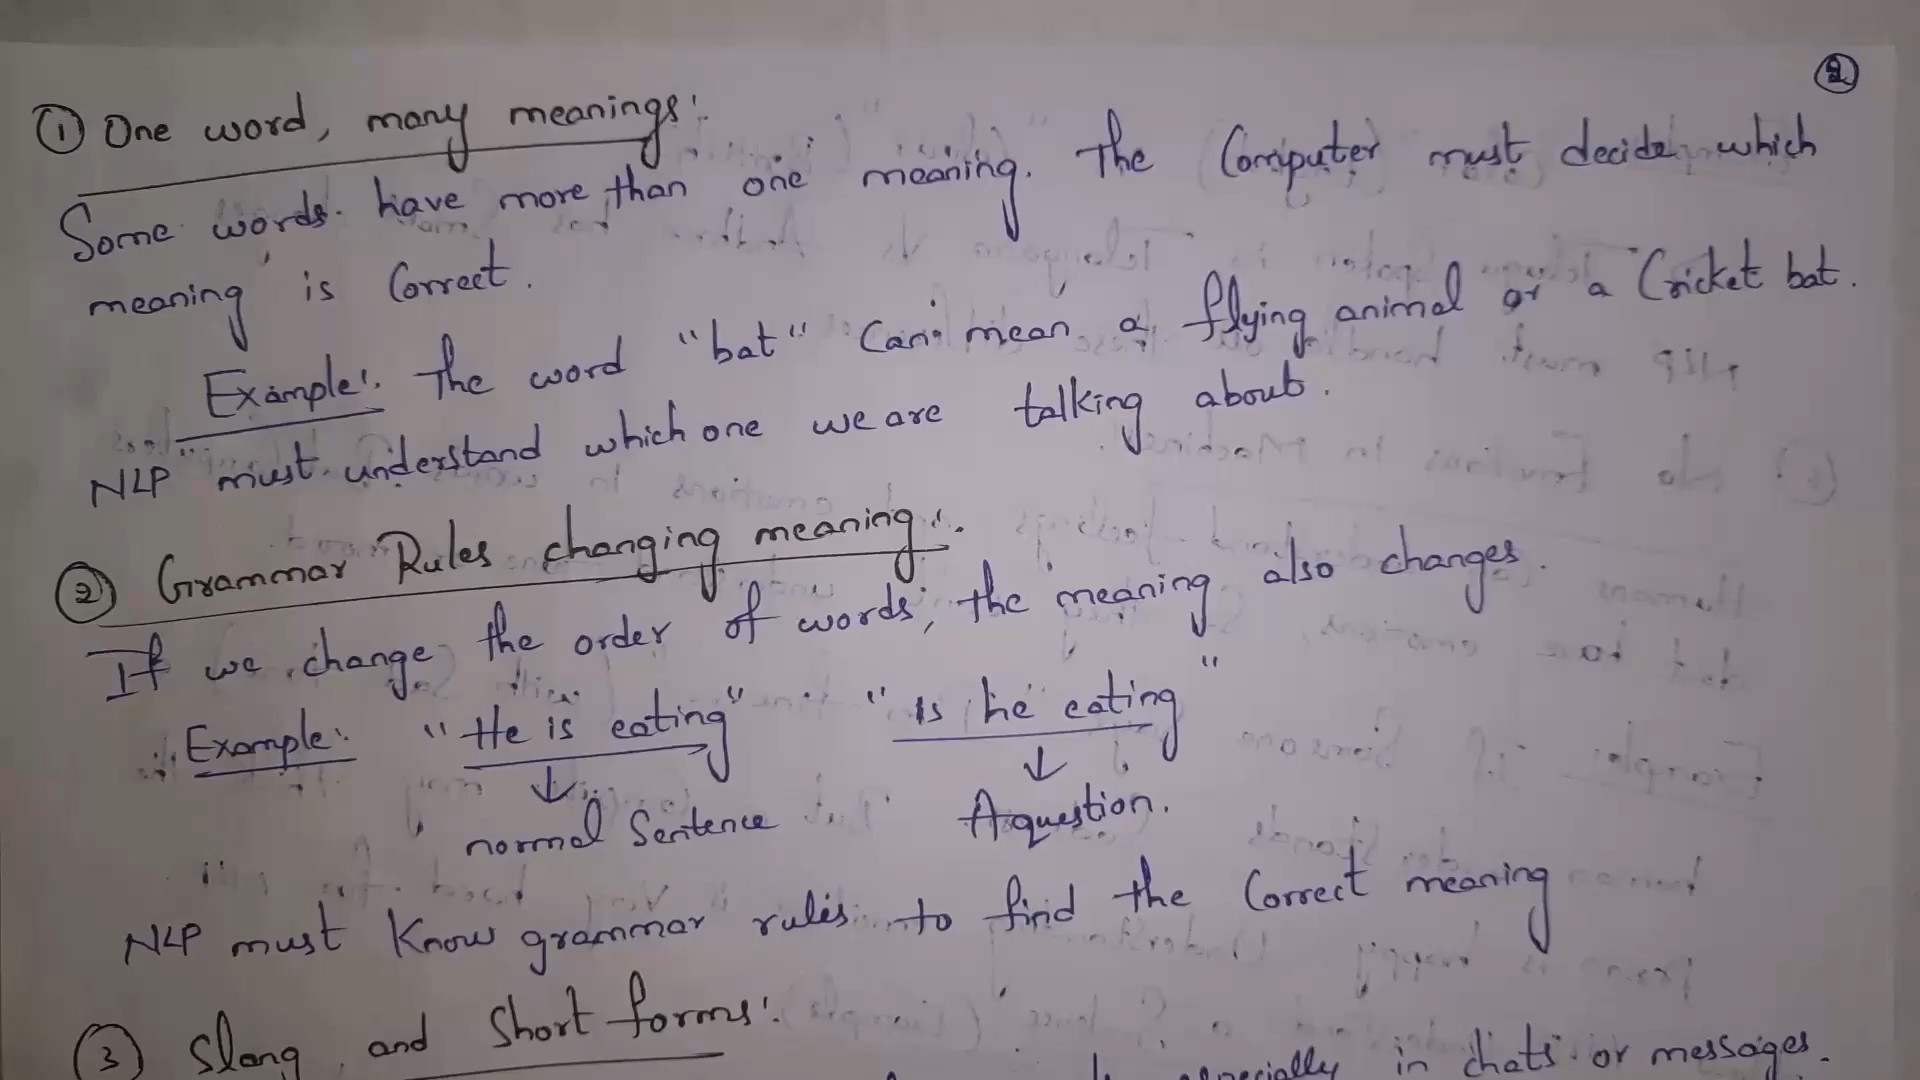 ②
① One word, many meanings:
Some words have more than one meaning. The Computer must decide which
meaning is Correct.
Example: The word "bat" Can mean a flying animal or a Cricket bat.
NLP must understand which one we are talking about.
② Grammar Rules changing meaning:
If we change the order of words, the meaning also changes.
Example: "He is eating" "Is he eating"
↓ ↓
normal Sentence A question.
NLP must Know grammar rules to find the Correct meaning
③ Slang and Short forms:
especially in chats or messages.